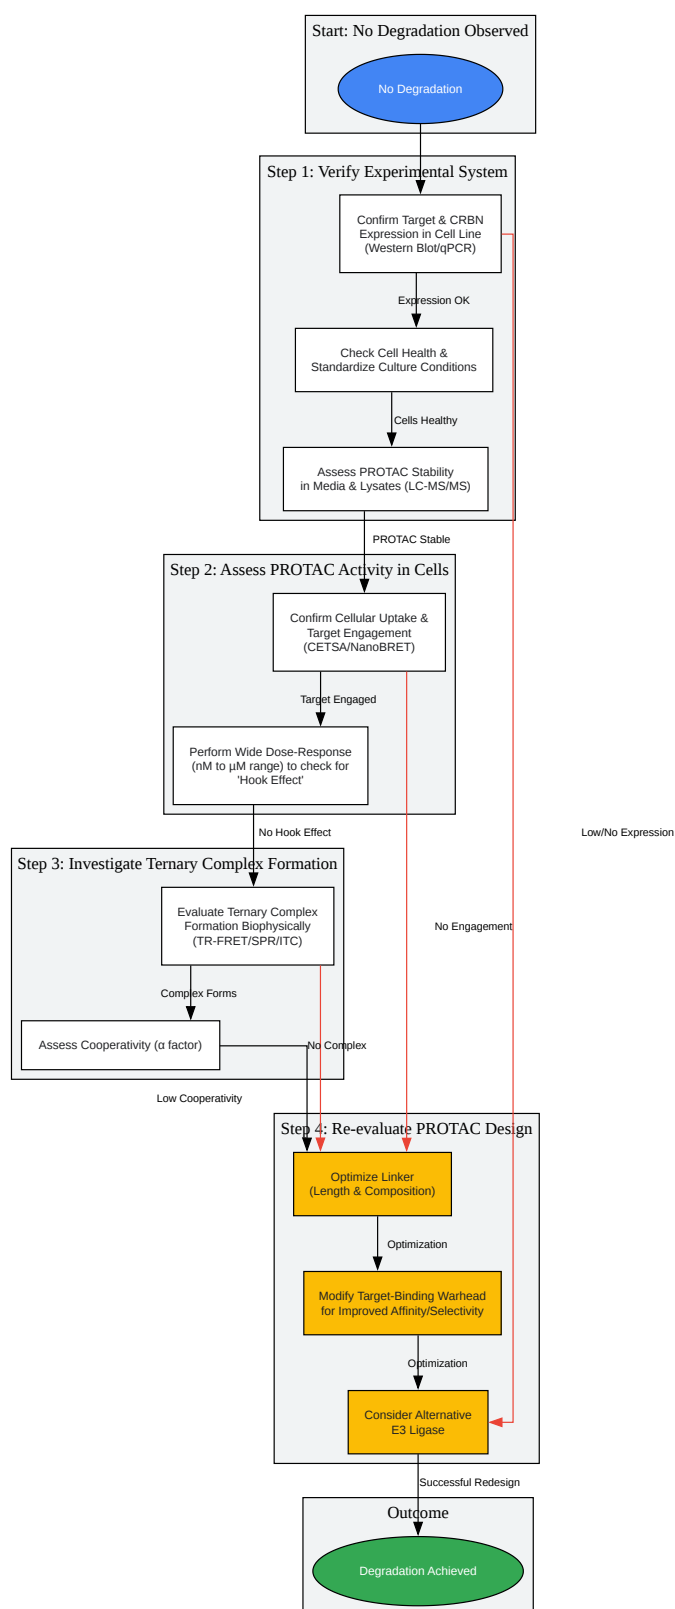 Start: No Degradation Observed
No Degradation
Step 1: Verify Experimental System
Confirm Target & CRBN
Expression in Cell Line
(Western Blot/qPCR)
Expression OK
Check Cell Health &
Standardize Culture Conditions
Cells Healthy
Assess PROTAC Stability
in Media & Lysates (LC-MS/MS)
PROTAC Stable
Step 2: Assess PROTAC Activity in Cells
Confirm Cellular Uptake &
Target Engagement
(CETSA/NanoBRET)
Target Engaged
Perform Wide Dose-Response
(nM to µM range) to check for
'Hook Effect'
No Hook Effect
Low/No Expression
Step 3: Investigate Ternary Complex Formation
Evaluate Ternary Complex
Formation Biophysically
(TR-FRET/SPR/ITC)
No Engagement
Complex Forms
Assess Cooperativity (α factor)
No Complex
Low Cooperativity
Step 4: Re-evaluate PROTAC Design
Optimize Linker
(Length & Composition)
Optimization
Modify Target-Binding Warhead
for Improved Affinity/Selectivity
Optimization
Consider Alternative
E3 Ligase
Successful Redesign
Outcome
Degradation Achieved